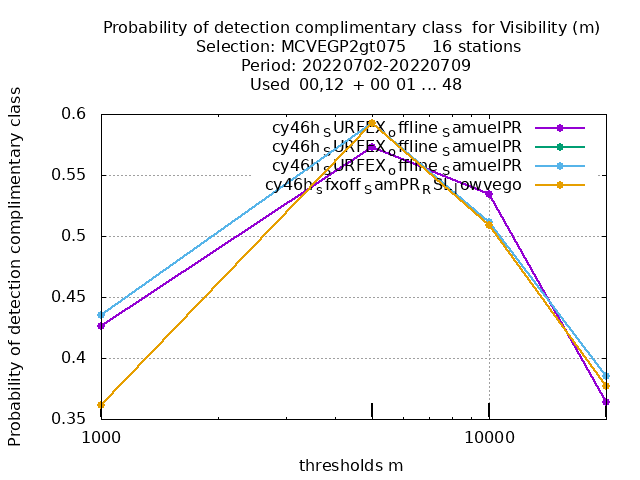 Probability of detection complimentary class  for Visibility (m)
Selection: MCVEGP2gt075     16 stations
Period: 20220702-20220709
Used  00,12  + 00 01 ... 48
Probability of detection complimentary class
0.6
0.55
0.5
0.45
0.4
0.35
cy46h_SURFEX_offline_SamuelPR
cy46h_SURFEX_offline_SamuelPR
cy46h_SURFEX_offline_SamuelPR
cy46h_sfxoff_SamPR_RSL_lowvego
1000
10000
thresholds m